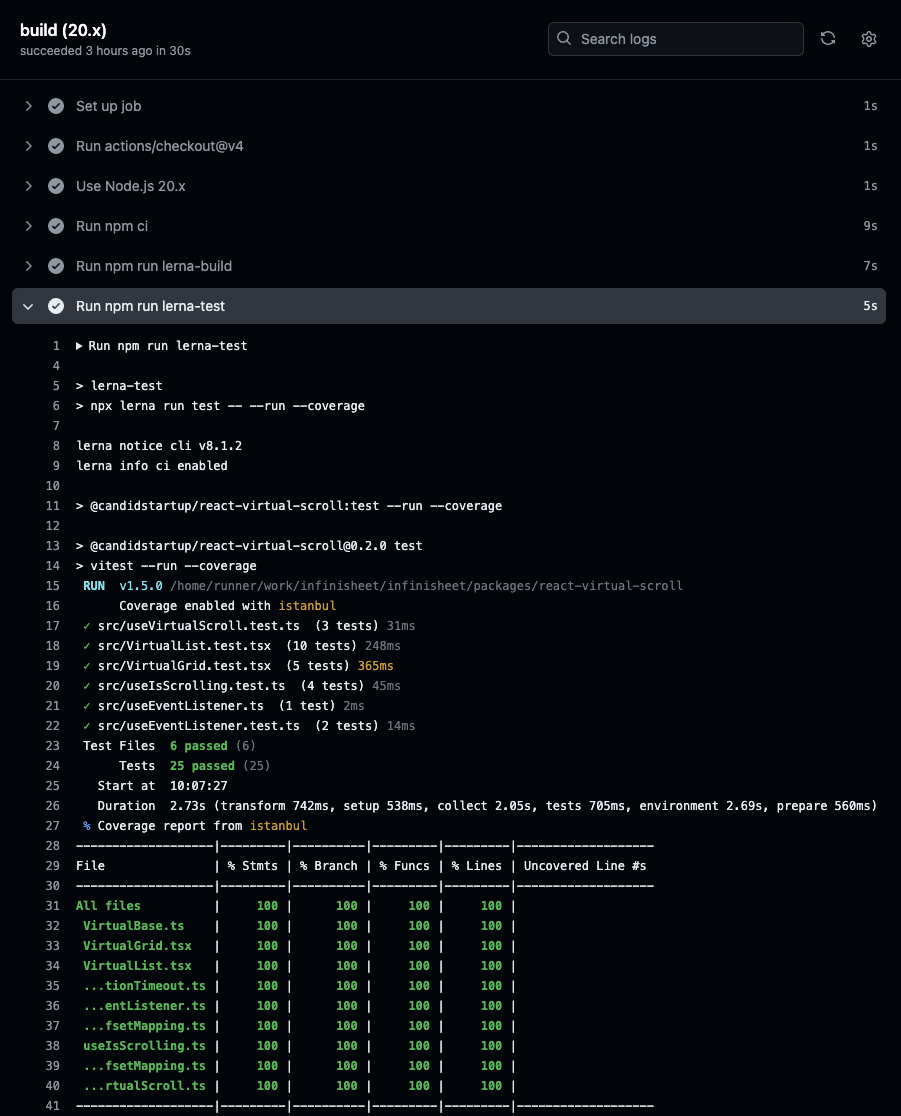 build (20.x)
succeeded 3 hours ago in 30s
Search logs
Set up job 1s
Run actions/checkout@v4 1s
Use Node.js 20.x 1s
Run npm ci 9s
Run npm run lerna-build 7s
Run npm run lerna-test 5s
1 Run npm run lerna-test
4
5 > lerna-test
6 > npx lerna run test -- --run --coverage
7
8 lerna notice cli v8.1.2
9 lerna info ci enabled
10
11 > @candidstartup/react-virtual-scroll:test --run --coverage
12
13 > @candidstartup/react-virtual-scroll@0.2.0 test
14 > vitest --run --coverage
15 RUN v1.5.0 /home/runner/work/infinisheet/infinisheet/packages/react-virtual-scroll
16 Coverage enabled with istanbul
17 ✓ src/useVirtualScroll.test.ts (3 tests) 31ms
18 ✓ src/VirtualList.test.tsx (10 tests) 248ms
19 ✓ src/VirtualGrid.test.tsx (5 tests) 365ms
20 ✓ src/useIsScrolling.test.ts (4 tests) 45ms
21 ✓ src/useEventListener.ts (1 test) 2ms
22 ✓ src/useEventListener.test.ts (2 tests) 14ms
23 Test Files 6 passed (6)
24 Tests 25 passed (25)
25 Start at 10:07:27
26 Duration 2.73s (transform 742ms, setup 538ms, collect 2.05s, tests 705ms, environment 2.69s, prepare 560ms)
27 % Coverage report from istanbul
28 -------------------|---------|----------|---------|---------|-------------------
29 File | % Stmts | % Branch | % Funcs | % Lines | Uncovered Line #s
30 -------------------|---------|----------|---------|---------|-------------------
31 All files | 100 | 100 | 100 | 100 |
32 VirtualBase.ts | 100 | 100 | 100 | 100 |
33 VirtualGrid.tsx | 100 | 100 | 100 | 100 |
34 VirtualList.tsx | 100 | 100 | 100 | 100 |
35 ...tionTimeout.ts | 100 | 100 | 100 | 100 |
36 ...entListener.ts | 100 | 100 | 100 | 100 |
37 ...fsetMapping.ts | 100 | 100 | 100 | 100 |
38 useIsScrolling.ts | 100 | 100 | 100 | 100 |
39 ...fsetMapping.ts | 100 | 100 | 100 | 100 |
40 ...rtualScroll.ts | 100 | 100 | 100 | 100 |
41 -------------------|---------|----------|---------|---------|-------------------